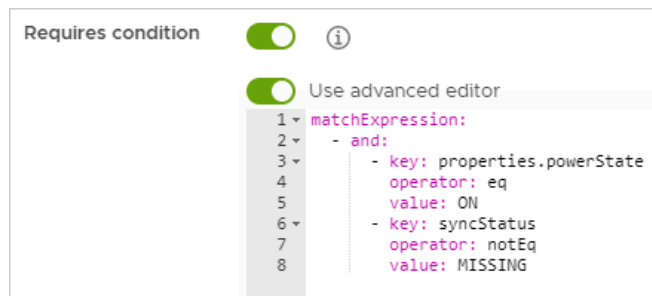 Requires condition
Use advanced editor
1 matchExpression:
2   - and:
3       - key: properties.powerState
4         operator: eq
5         value: ON
6       - key: syncStatus
7         operator: notEq
8         value: MISSING